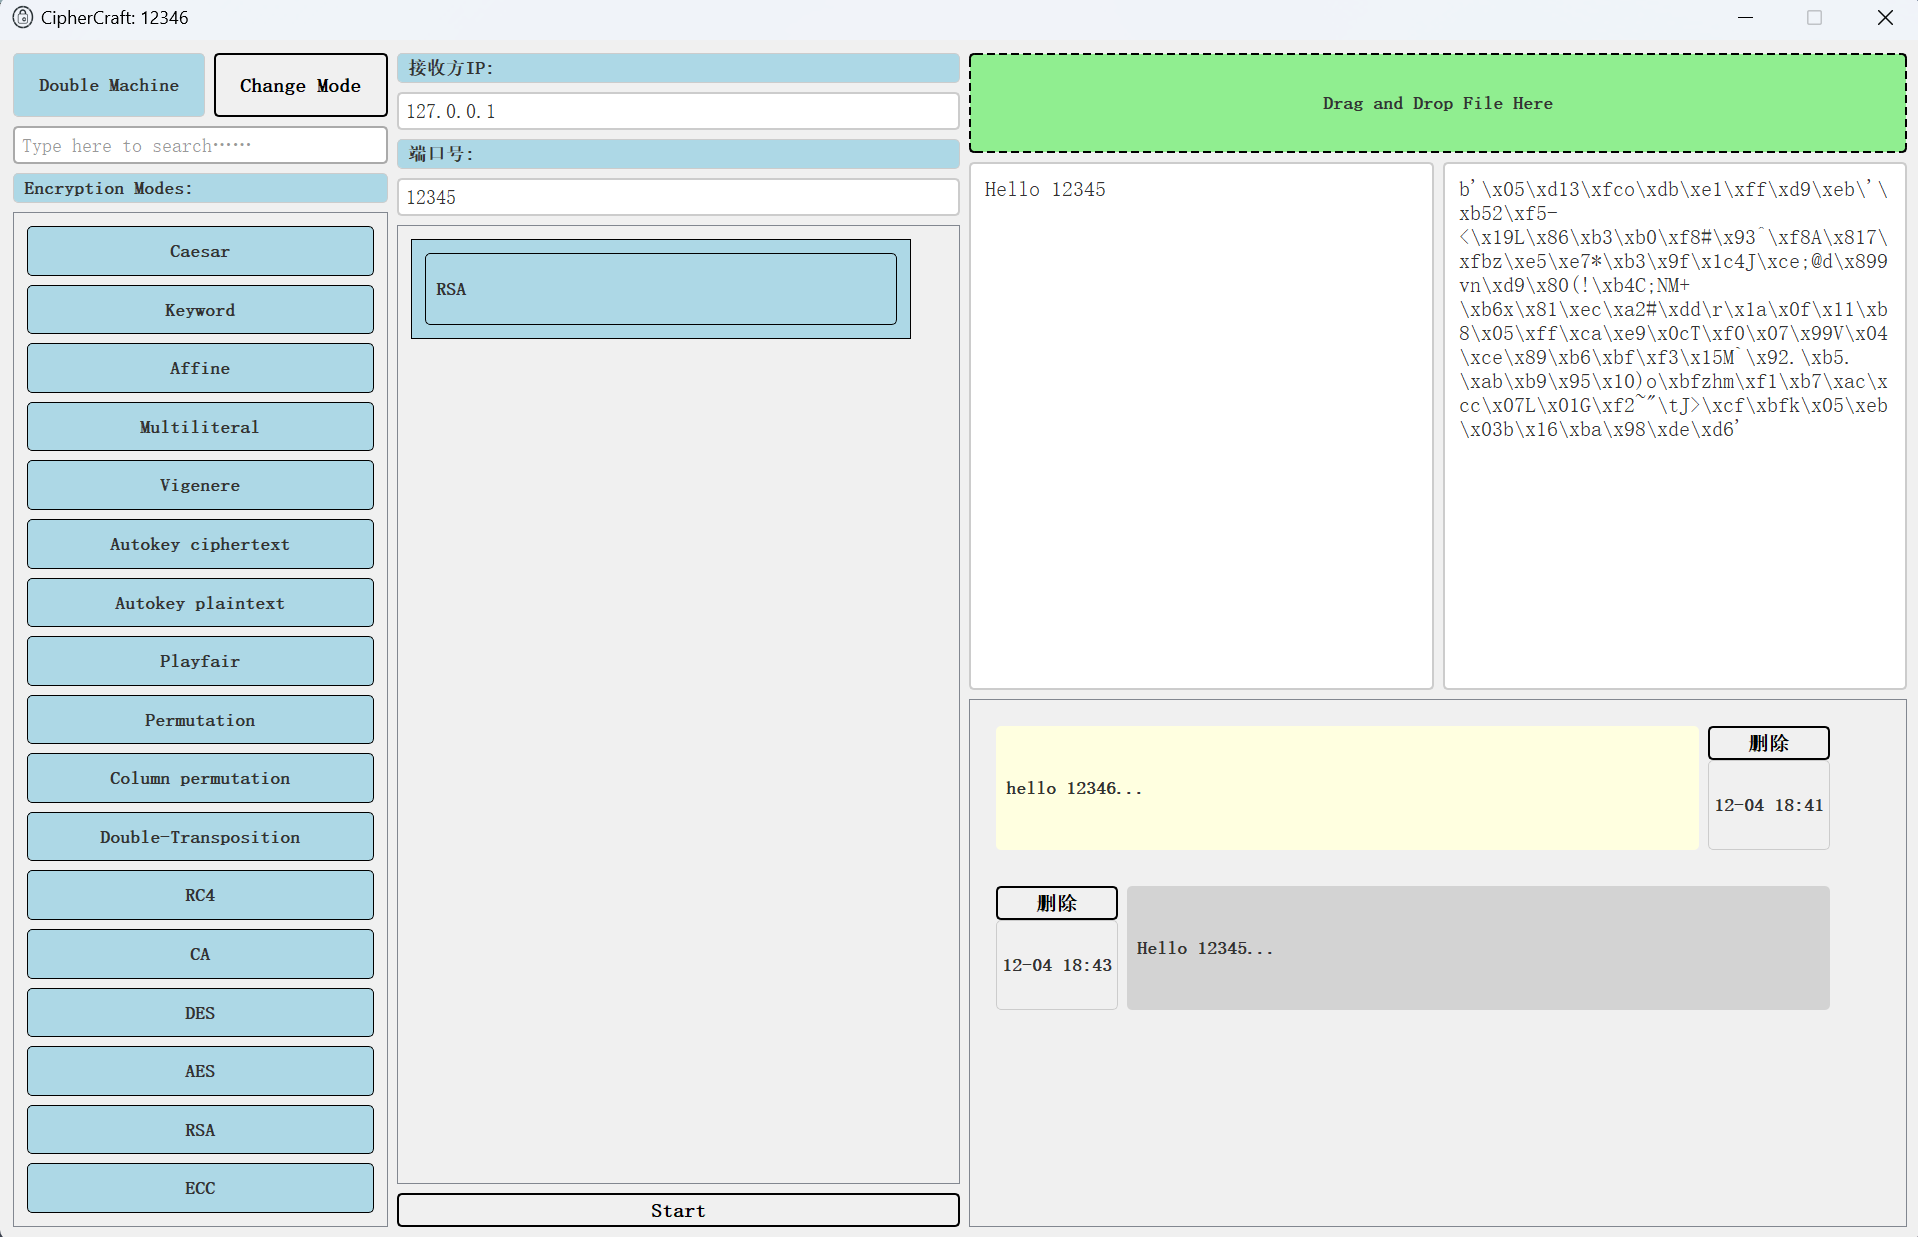 CipherCraft: 12346
Double Machine
Change Mode
Type here to search······
Encryption Modes:
Caesar
Keyword
Affine
Multiliteral
Vigenere
Autokey ciphertext
Autokey plaintext
Playfair
Permutation
Column permutation
Double-Transposition
RC4
CA
DES
AES
RSA
ECC
接收方IP:
127.0.0.1
端口号:
12345
RSA
Start
Drag and Drop File Here
Hello 12345
b'\x05\xd13\xfco\xdb\xe1\xff\xd9\xeb\'\
xb52\xf5-
<\x19L\x86\xb3\xb0\xf8#\x93^\xf8A\x817\
xfbz\xe5\xe7*\xb3\x9f\x1c4J\xce;@d\x899
vn\xd9\x80(!\xb4C;NM+
\xb6x\x81\xec\xa2#\xdd\r\x1a\x0f\x11\xb
8\x05\xff\xca\xe9\x0cT\xf0\x07\x99V\x04
\xce\x89\xb6\xbf\xf3\x15M`\x92.\xb5.
\xab\xb9\x95\x10)o\xbfzhm\xf1\xb7\xac\x
cc\x07L\x01G\xf2~"\tJ>\xcf\xbfk\x05\xeb
\x03b\x16\xba\x98\xde\xd6'
hello 12346...
删除
12-04 18:41
删除
12-04 18:43
Hello 12345...